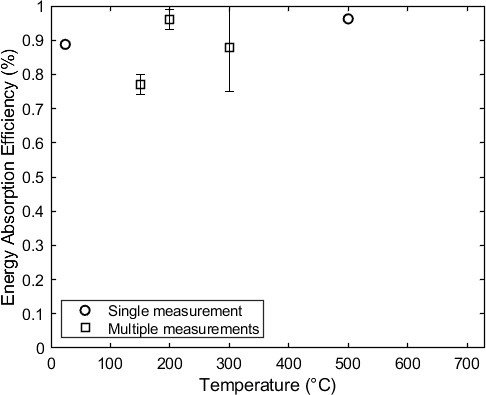 Energy Absorption Efficiency (%)
1
0.9
0.8
0.7
0.6
0.5
0.4
0.3
0.2
0.1
0
Single measurement
Multiple measurements
0 100 200 300 400 500 600 700
Temperature (°C)